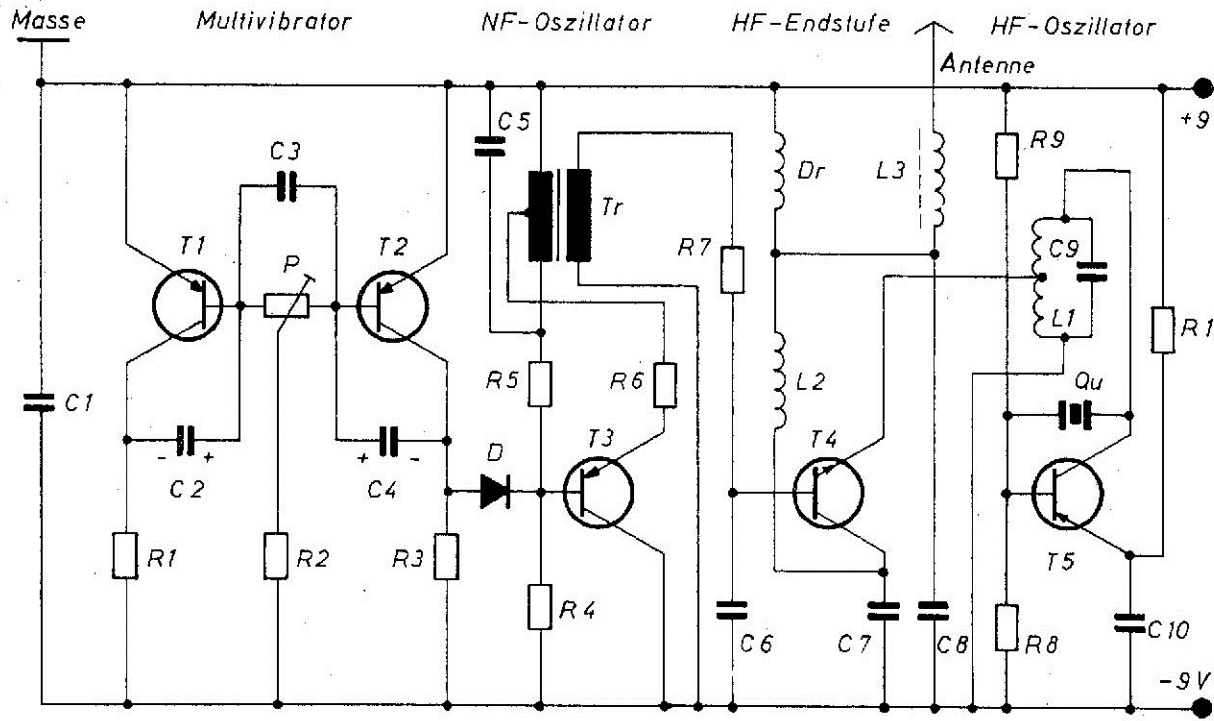 Masse Multivibrator NF-Oszillator HF-Endstufe HF-Oszillator
Antenne
+9
C5
R9
C3
Dr L3
Tr
T1 T2
R7
C9
P
L1
R1
R5 R6
L2
Qu
C1
D T3 T4
- + + -
C2 C4
R1 R2 R3
T5
R4
C6 C7 C8 R8 C10
-9V